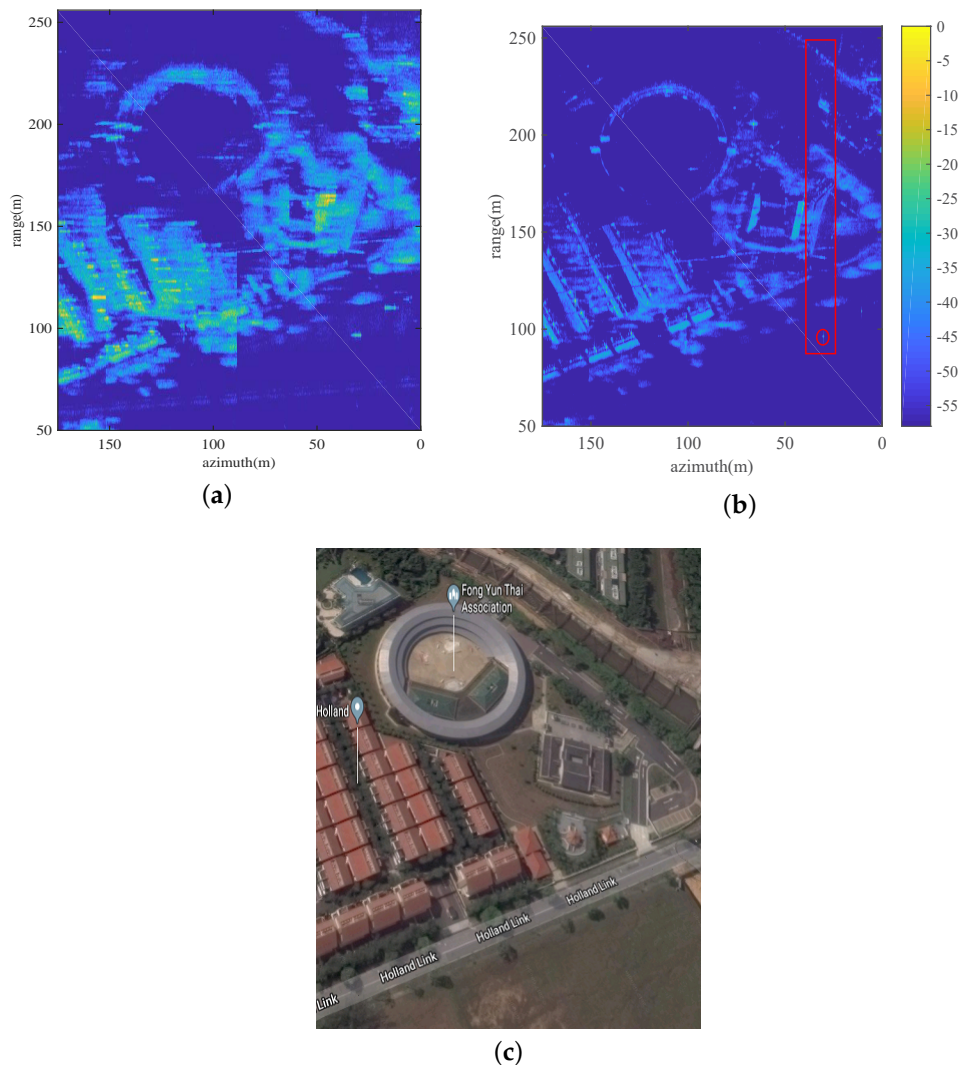 250
200
150
100
50
range(m)
150
100
50
0
azimuth(m)
(a)
250
200
150
100
50
range(m)
150
100
50
0
azimuth(m)
(b)
0
-5
-10
-15
-20
-25
-30
-35
-40
-45
-50
-55
Fong Yun Thai
Association
Holland
Holland Link
Holland Link
Holland Link
Link
(c)